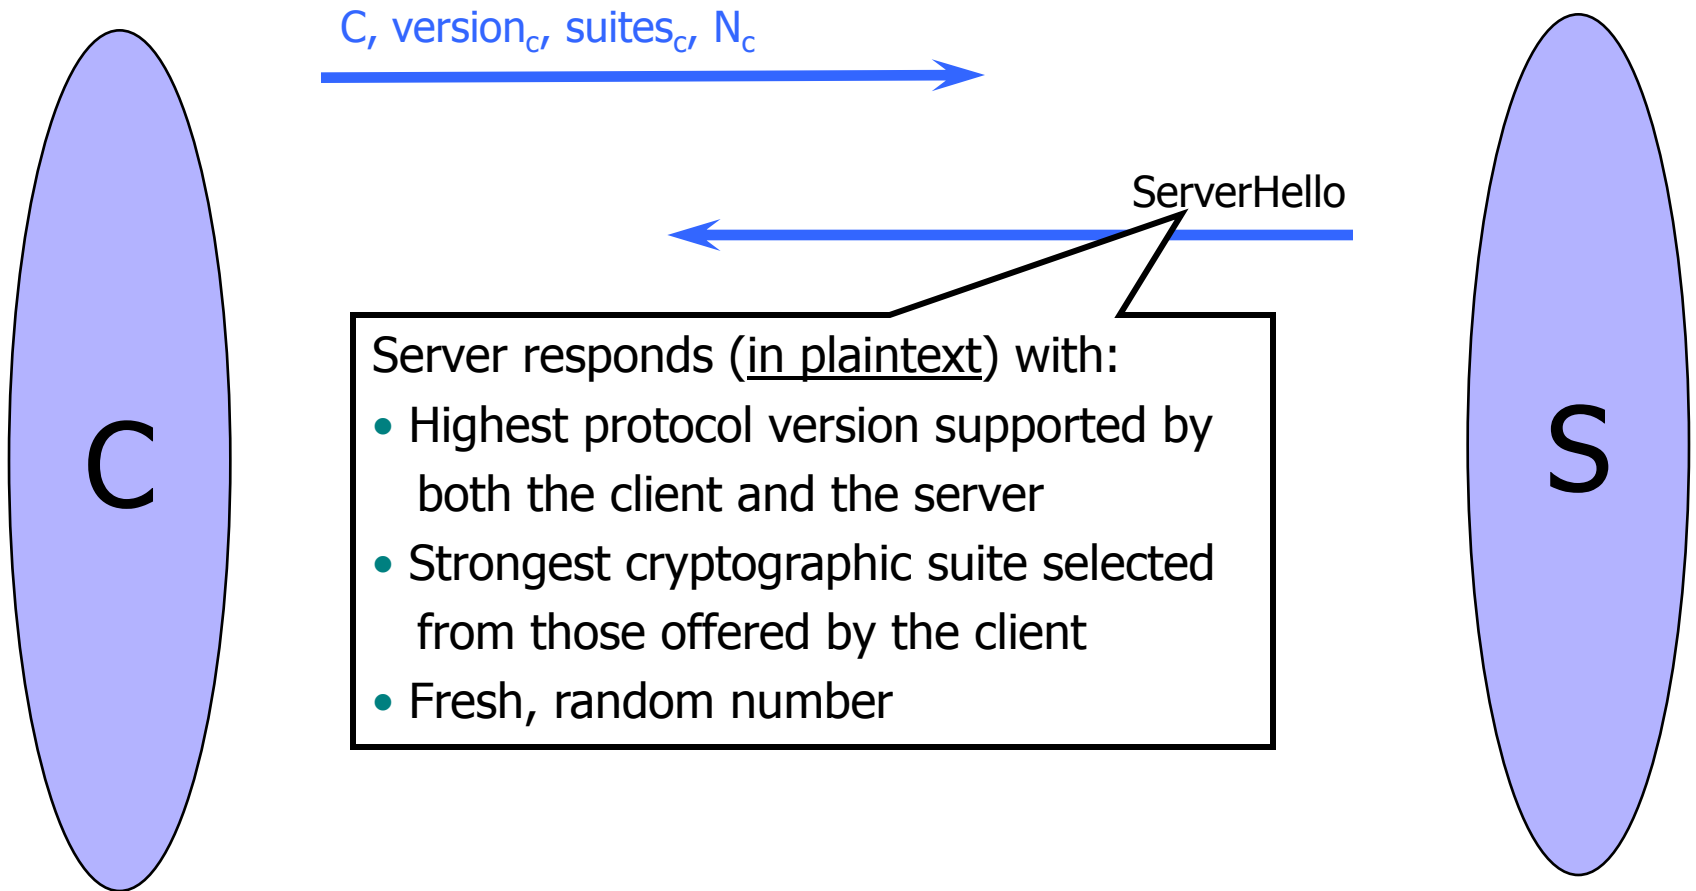 C, version_c, suites_c, N_c
ServerHello
Server responds (in plaintext) with:
• Highest protocol version supported by
both the client and the server
• Strongest cryptographic suite selected
from those offered by the client
• Fresh, random number
C
S